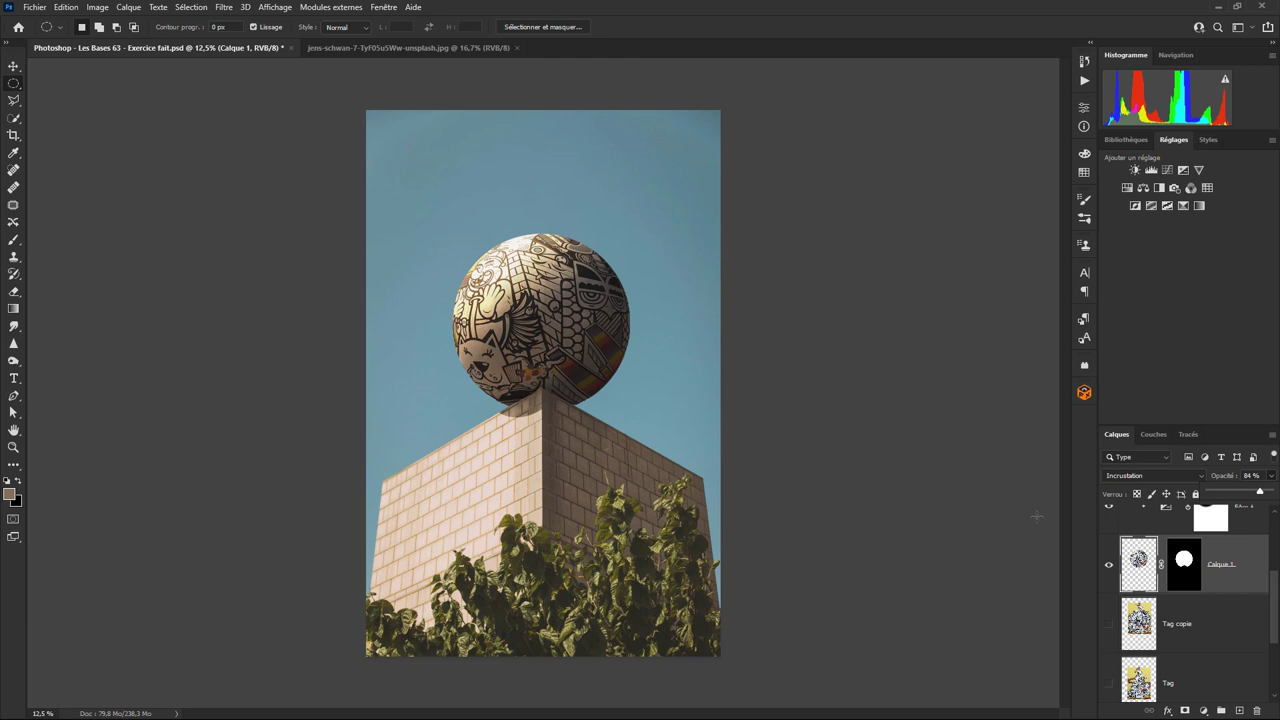 Ps Fichier Edition Image Calque Texte Sélection Filtre 3D Affichage Modules externes Fenêtre Aide
Contour progr. : 0 px Lissage Style : Normal L : H : Sélectionner et masquer...
Photoshop - Les Bases 63 - Exercice fait.psd @ 12,5% (Calque 1, RVB/8) * × jens-schwan-7-TyF05u5Ww-unsplash.jpg @ 16,7% (RVB/8) ×
Histogramme Navigation
Bibliothèques Réglages Styles
Ajouter un réglage
Calques Couches Tracés
Type
Incrustation Opacité : 84 %
Verrou :
Calque 1
Tag copie
Tag
12,5 % Doc : 79,8 Mo/238,3 Mo